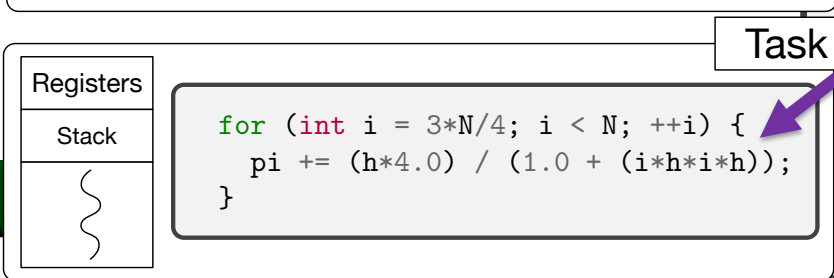 Task
Registers
Stack
for (int i = 3*N/4; i < N; ++i) {
  pi += (h*4.0) / (1.0 + (i*h*i*h));
}